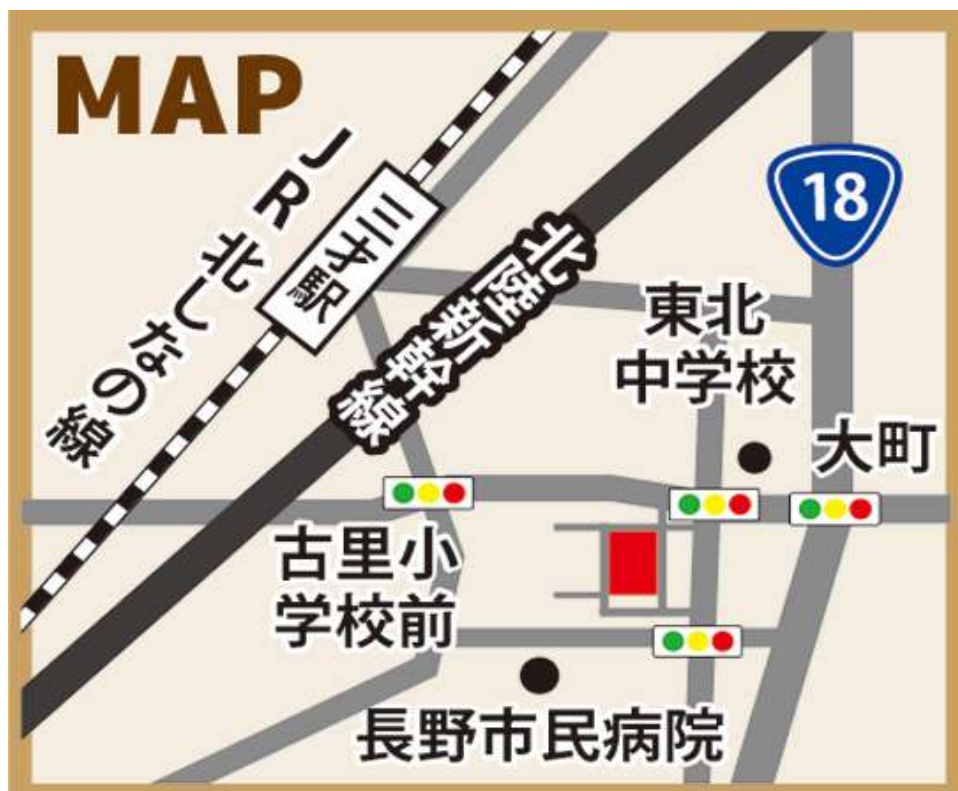 MAP
JR北しなの線
三才駅
北陸新幹線
18
東北
中学校
大町
古里小
学校前
長野市民病院